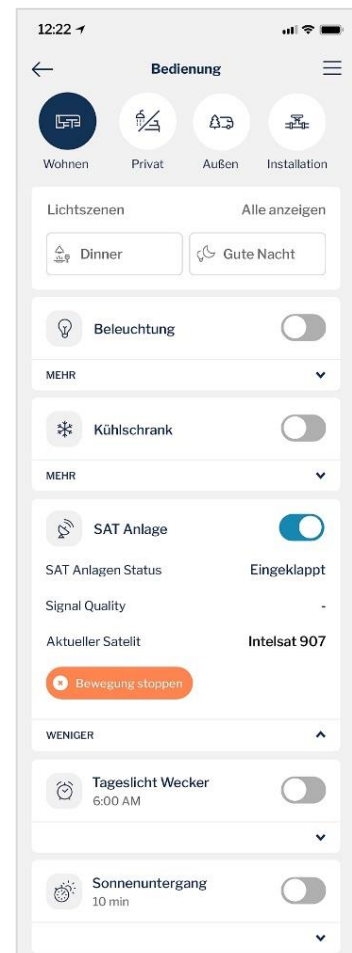 12:22
Bedienung
Wohnen Privat Außen Installation
Lichtszenen Alle anzeigen
Dinner Gute Nacht
Beleuchtung
MEHR
Kühlschrank
MEHR
SAT Anlage
SAT Anlagen Status Eingeklappt
Signal Quality -
Aktueller Satelit Intelsat 907
Bewegung stoppen
WENIGER
Tageslicht Wecker
6:00 AM
Sonnenuntergang
10 min